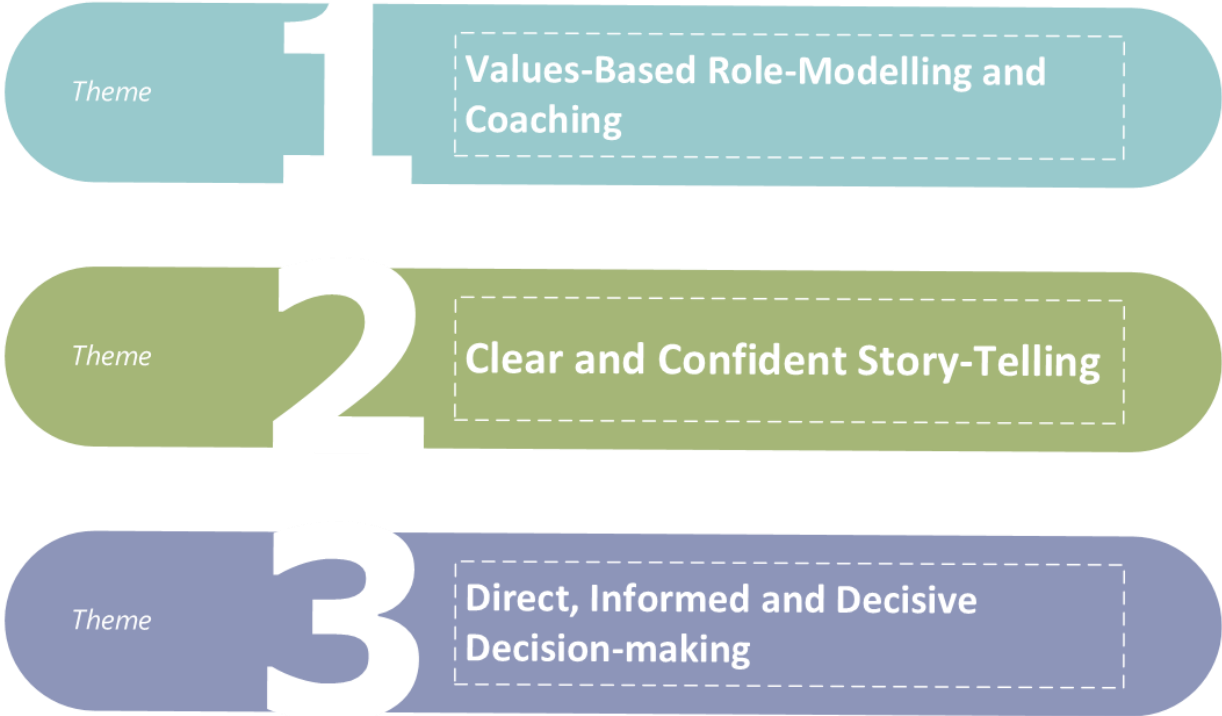 Theme
1
Values-Based Role-Modelling and
Coaching
Theme
2
Clear and Confident Story-Telling
Theme
3
Direct, Informed and Decisive
Decision-making